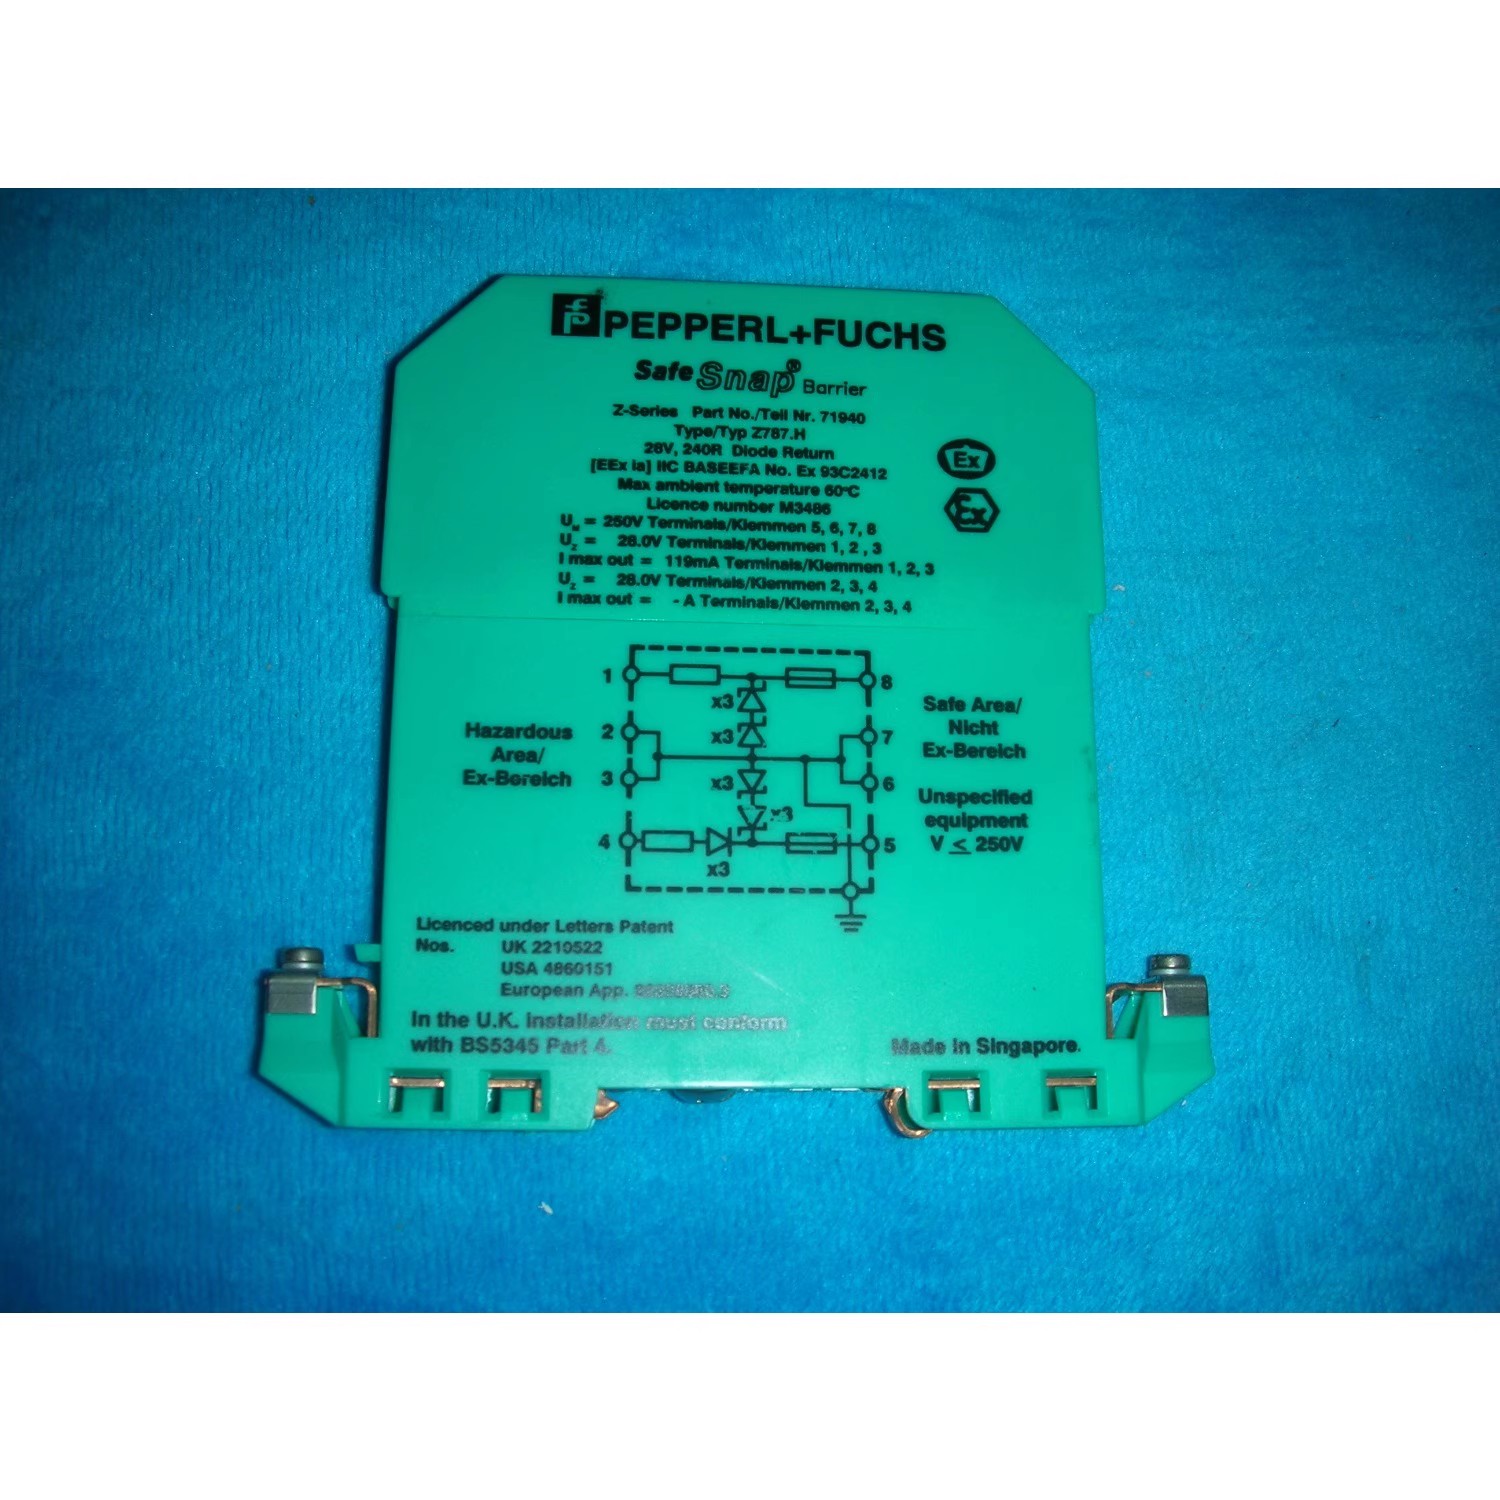 PEPPERL+FUCHS
Safe Snap® Barrier
Z-Series Part No./Teil Nr. 71940
Type/Typ Z787.H
28V, 240R Diode Return
[EEx ia] IIC BASEEFA No. Ex 93C2412
Max ambient temperature 60°C
Licence number M3486
UM = 250V Terminals/Klemmen 5, 6, 7, 8
UZ = 28.0V Terminals/Klemmen 1, 2 , 3
I max out = 119mA Terminals/Klemmen 1, 2, 3
UZ = 28.0V Terminals/Klemmen 2, 3, 4
I max out = - A Terminals/Klemmen 2, 3, 4
Ex
Ex
1
8
x3
2
7
x3
3
6
x3
x3
4
5
x3
Hazardous
Area/
Ex-Bereich
Safe Area/
Nicht
Ex-Bereich
Unspecified
equipment
V ≤ 250V
Licenced under Letters Patent
Nos. UK 2210522
USA 4860151
European App.
In the U.K. installation must conform
with BS5345 Part 4.
Made in Singapore.